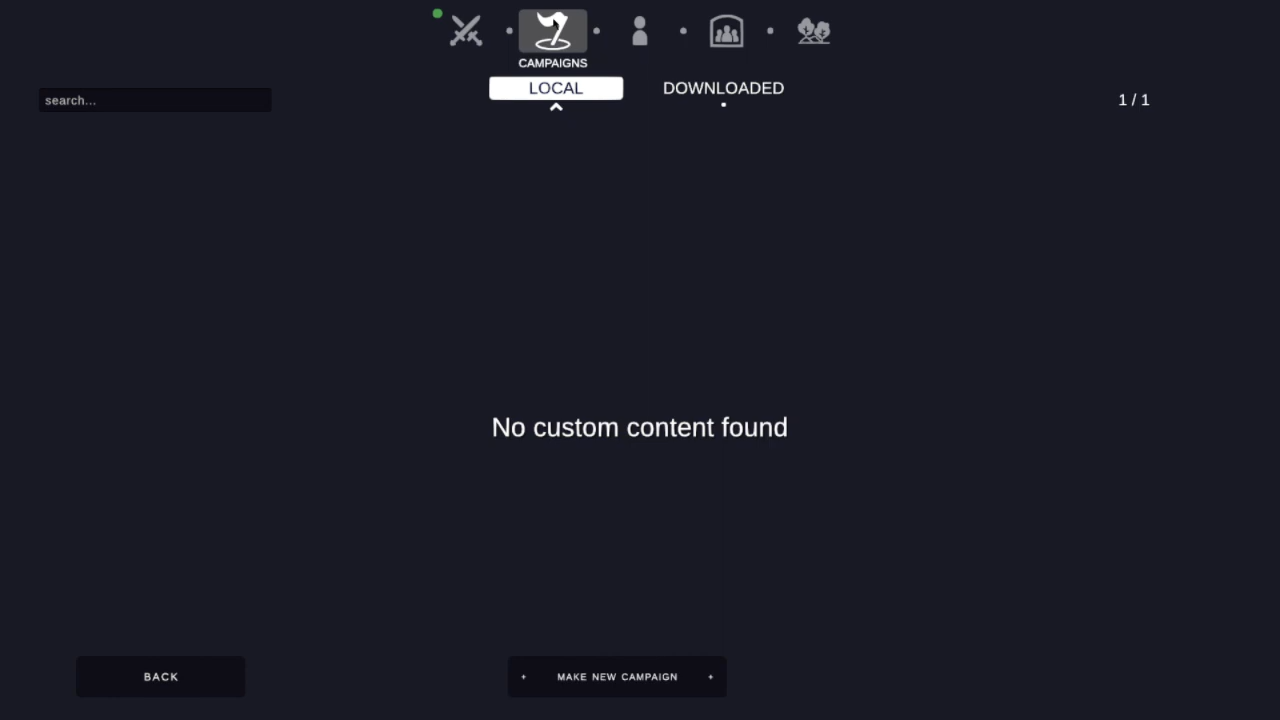 CAMPAIGNS
LOCAL
DOWNLOADED
search...
1 / 1
No custom content found
BACK
+ MAKE NEW CAMPAIGN +